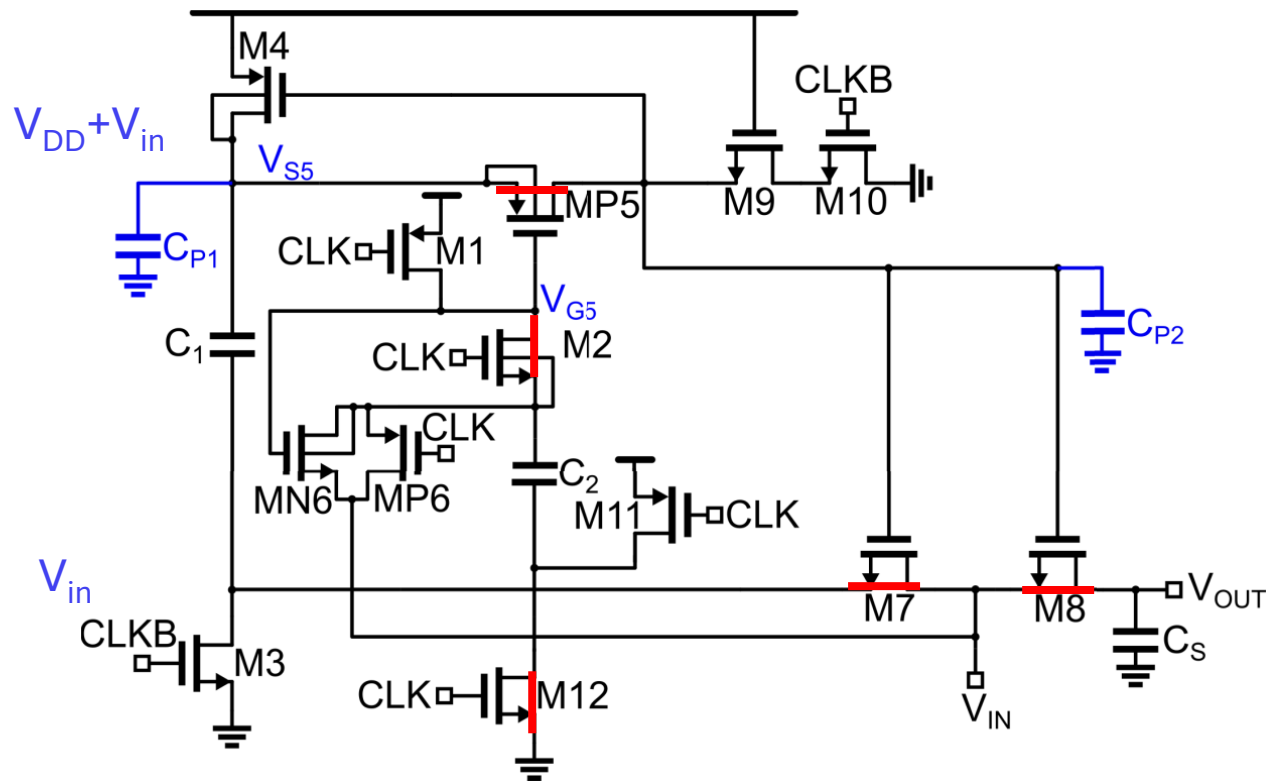 M4
CLKB
VDD+Vin
VS5
MP5
M9
M10
CP1
CLK
M1
VG5
CP2
C1
CLK
M2
CLK
C2
MN6
MP6
M11
CLK
Vin
M7
M8
VOUT
CLKB
M3
CS
CLK
M12
VIN